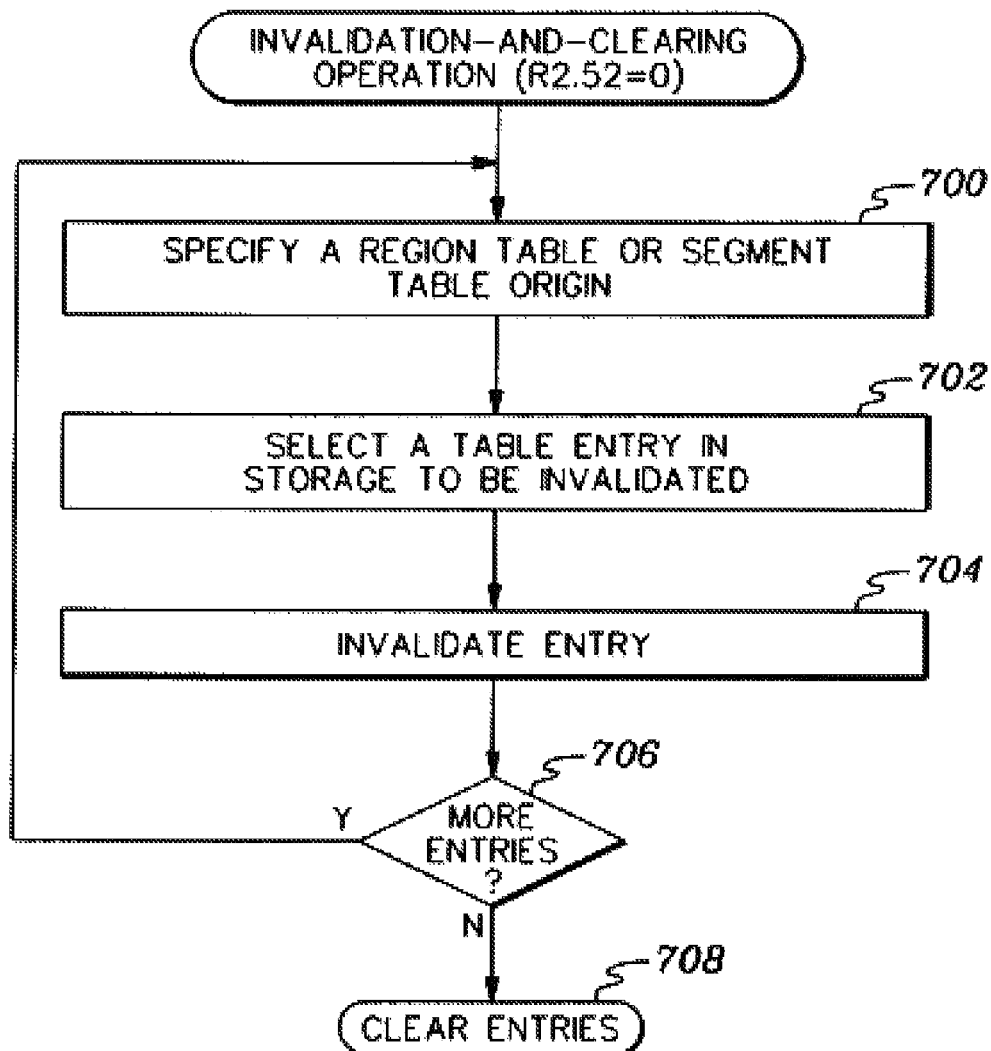 INVALIDATION-AND-CLEARING
OPERATION (R2.52=0)
700
SPECIFY A REGION TABLE OR SEGMENT
TABLE ORIGIN
702
SELECT A TABLE ENTRY IN
STORAGE TO BE INVALIDATED
704
INVALIDATE ENTRY
706
MORE
ENTRIES
?
Y
N
708
CLEAR ENTRIES